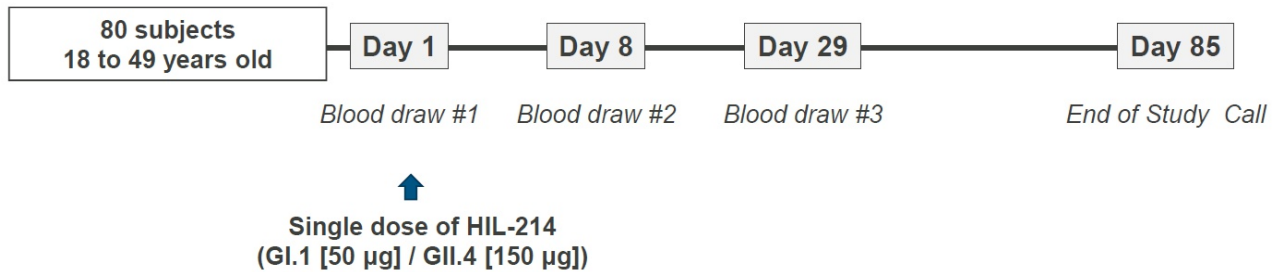 80 subjects
18 to 49 years old
Day 1
Day 8
Day 29
Day 85
Blood draw #1
Blood draw #2
Blood draw #3
End of Study Call
Single dose of HIL-214
(GI.1 [50 µg] / GII.4 [150 µg])